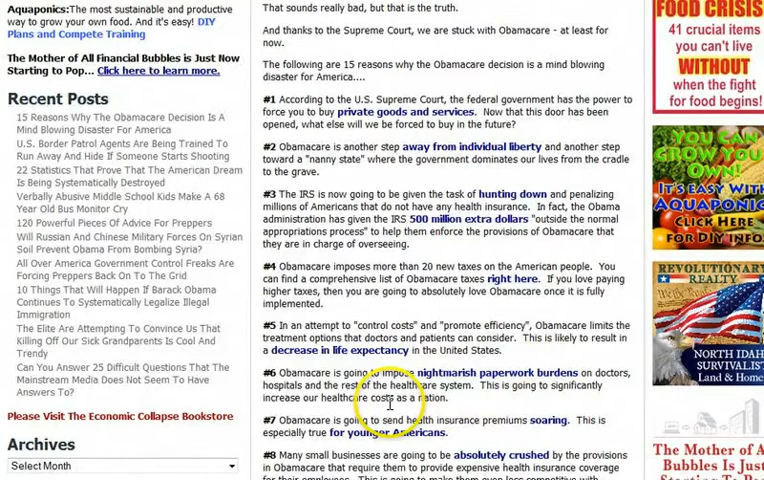 Aquaponics:The most sustainable and productive
way to grow your own food. And it's easy! DIY
Plans and Compete Training
The Mother of All Financial Bubbles is Just Now
Starting to Pop... Click here to learn more.
Recent Posts
15 Reasons Why The Obamacare Decision Is A
Mind Blowing Disaster For America
U.S. Border Patrol Agents Are Being Trained To
Run Away And Hide If Someone Starts Shooting
22 Statistics That Prove That The American Dream
Is Being Systematically Destroyed
Verbally Abusive Middle School Kids Make A 68
Year Old Bus Monitor Cry
120 Powerful Pieces Of Advice For Preppers
Will Russian And Chinese Military Forces On Syrian
Soil Prevent Obama From Bombing Syria?
All Over America Government Control Freaks Are
Forcing Preppers Back On To The Grid
10 Things That Will Happen If Barack Obama
Continues To Systematically Legalize Illegal
Immigration
The Elite Are Attempting To Convince Us That
Killing Off Our Sick Grandparents Is Cool And
Trendy
Can You Answer 25 Difficult Questions That The
Mainstream Media Does Not Seem To Have
Answers To?
Please Visit The Economic Collapse Bookstore
Archives
Select Month
That sounds really bad, but that is the truth.
And thanks to the Supreme Court, we are stuck with Obamacare - at least for
now.
The following are 15 reasons why the Obamacare decision is a mind blowing
disaster for America....
#1 According to the U.S. Supreme Court, the federal government has the power to
force you to buy private goods and services. Now that this door has been
opened, what else will we be forced to buy in the future?
#2 Obamacare is another step away from individual liberty and another step
toward a "nanny state" where the government dominates our lives from the cradle
to the grave.
#3 The IRS is now going to be given the task of hunting down and penalizing
millions of Americans that do not have any health insurance. In fact, the Obama
administration has given the IRS 500 million extra dollars "outside the normal
appropriations process" to help them enforce the provisions of Obamacare that
they are in charge of overseeing.
#4 Obamacare imposes more than 20 new taxes on the American people. You
can find a comprehensive list of Obamacare taxes right here. If you love paying
higher taxes, then you are going to absolutely love Obamacare once it is fully
implemented.
#5 In an attempt to "control costs" and "promote efficiency", Obamacare limits the
treatment options that doctors and patients can consider. This is likely to result in
a decrease in life expectancy in the United States.
#6 Obamacare is going to impose nightmarish paperwork burdens on doctors,
hospitals and the rest of the healthcare system. This is going to significantly
increase our healthcare costs as a nation.
#7 Obamacare is going to send health insurance premiums soaring. This is
especially true for younger Americans.
#8 Many small businesses are going to be absolutely crushed by the provisions
in Obamacare that require them to provide expensive health insurance coverage
for their employees. This is going to make them even less competitive with
FOOD CRISIS
41 crucial items
you can't live
WITHOUT
when the fight
for food begins!
YOU CAN
GROW YOUR
OWN!
IT'S EASY WITH
AQUAPONICS
CLICK HERE
FOR DIY INFO
REVOLUTIONARY
REALTY
NORTH IDAHO
SURVIVALIST
Land & Home
The Mother of A
Bubbles is Just
Starting to Pop